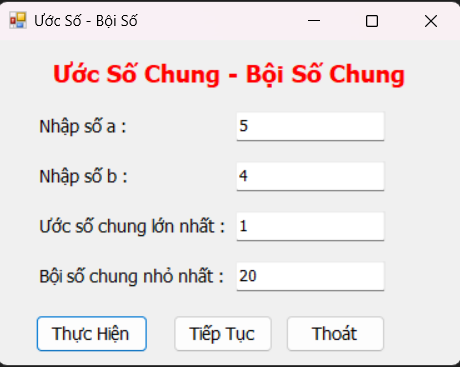 Ước Số - Bội Số
Ước Số Chung - Bội Số Chung
Nhập số a : 5
Nhập số b : 4
Ước số chung lớn nhất : 1
Bội số chung nhỏ nhất : 20
Thực Hiện Tiếp Tục Thoát